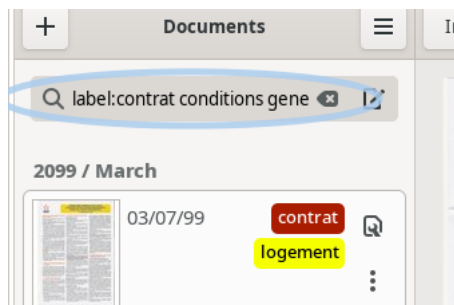 Documents
label:contrat conditions gene
2099 / March
03/07/99
contrat
logement